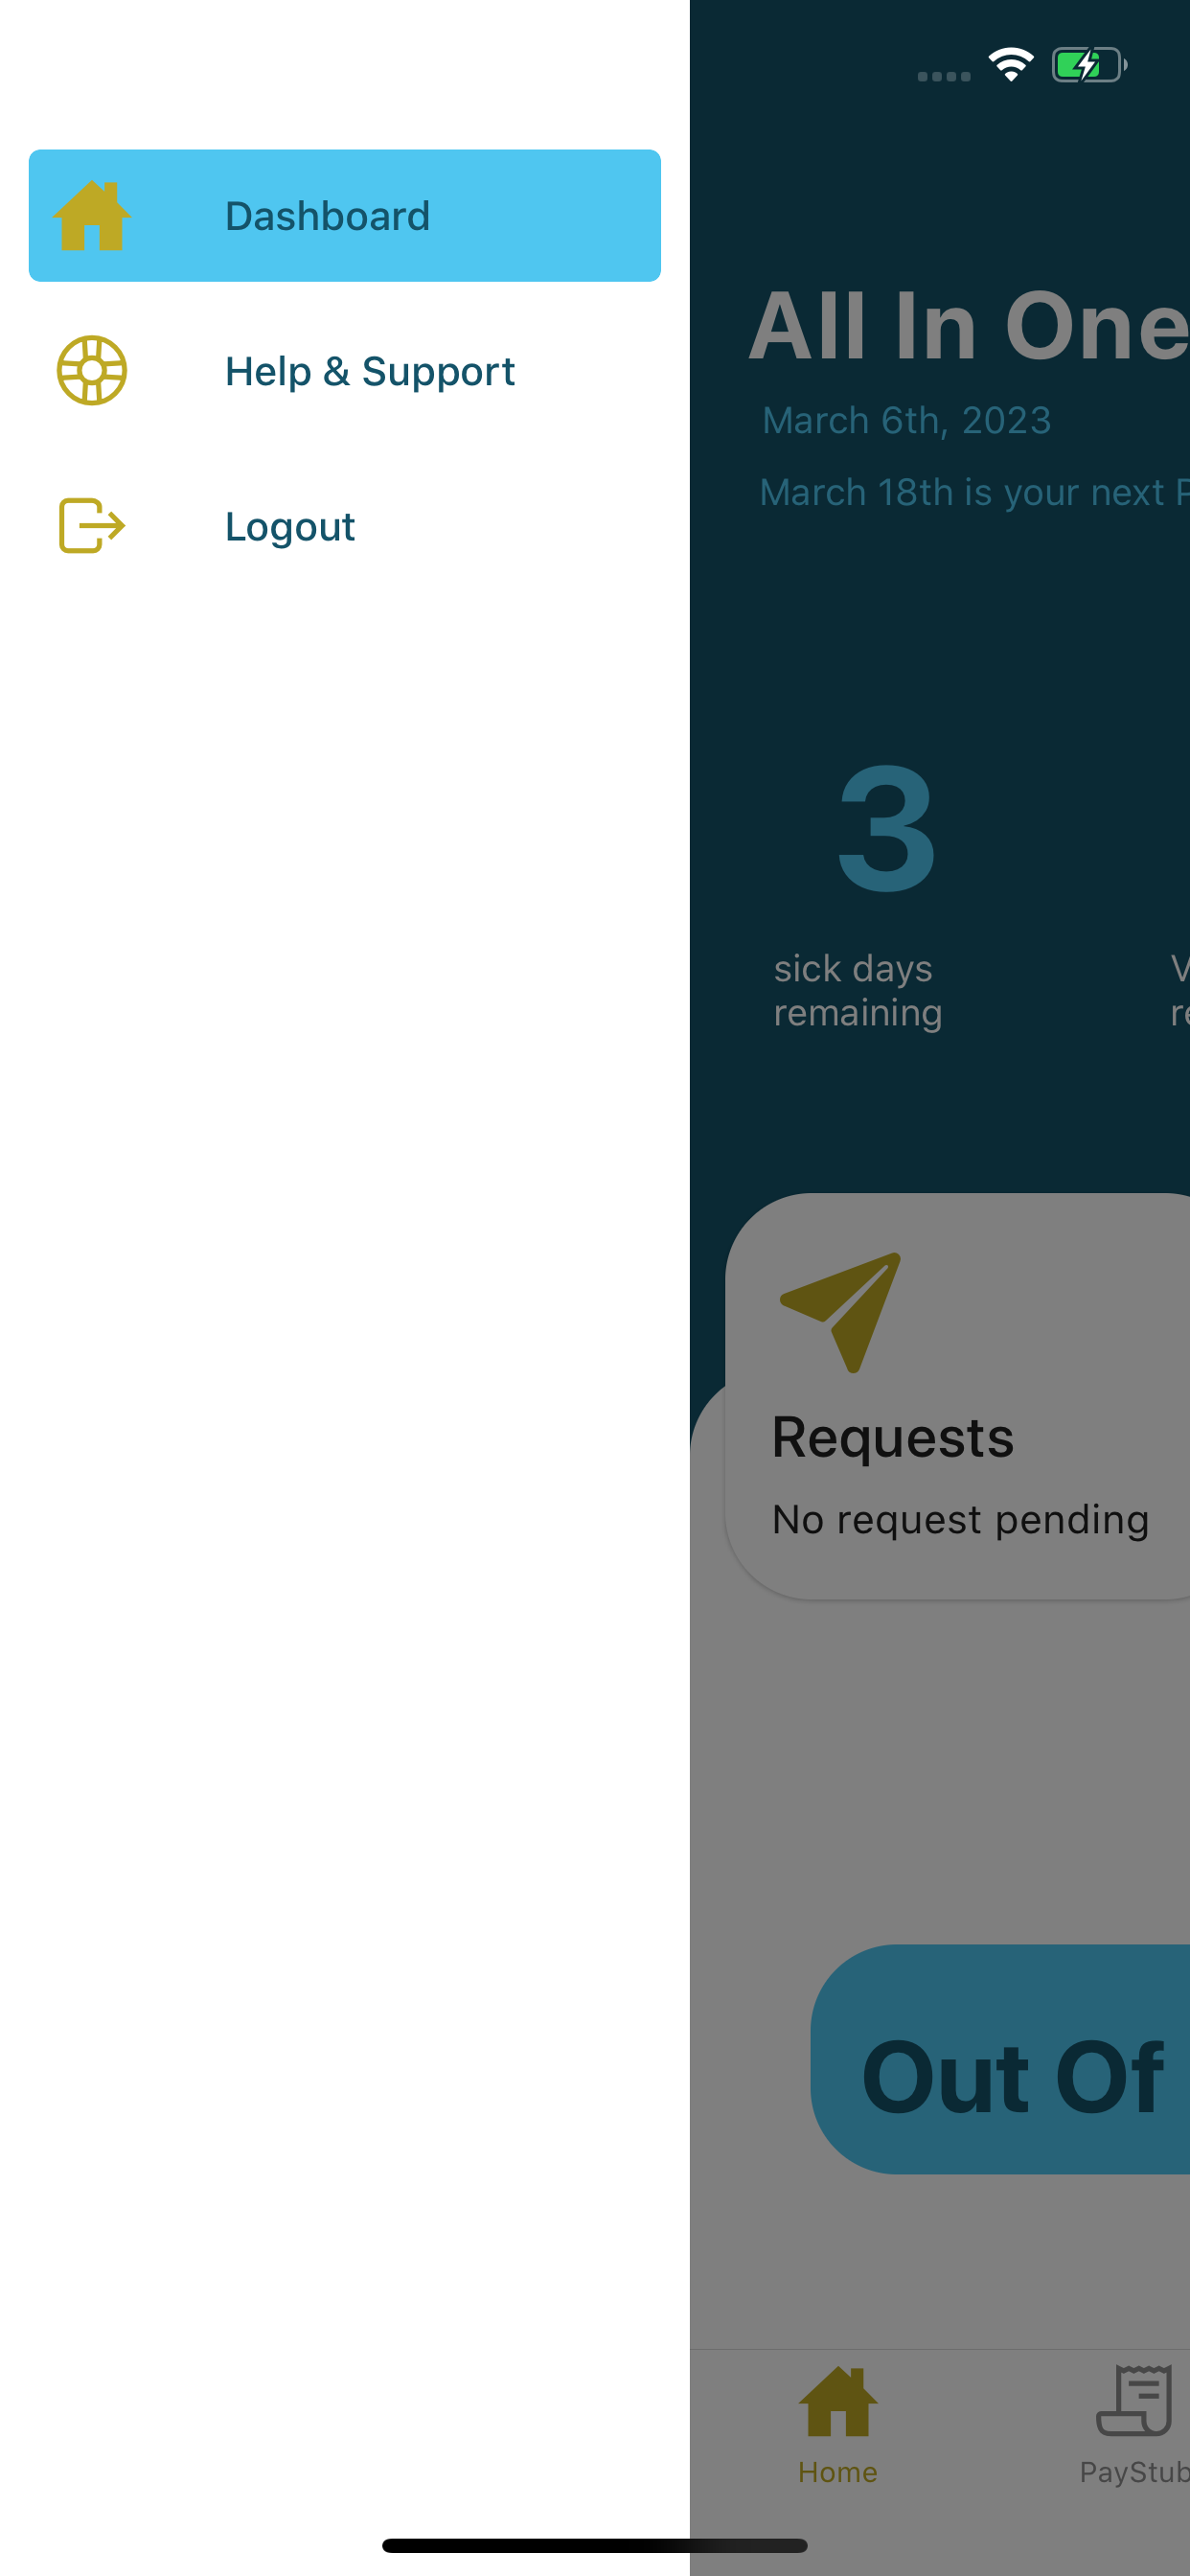 Dashboard
Help & Support
Logout
All In One
March 6th, 2023
March 18th is your next
3
sick days
remaining
Requests
No request pending
Out Of
Home
PayStub